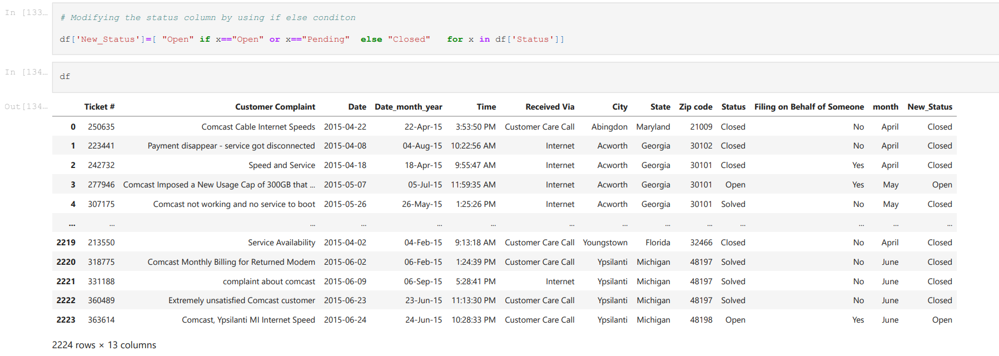 In [133...
# Modifying the status column by using if else conditon
df['New_Status']=[ "Open" if x=="Open" or x=="Pending"  else "Closed"   for x in df['Status']]
In [134...
df
Out[134...
Ticket # Customer Complaint Date Date_month_year Time Received Via City State Zip code Status Filing on Behalf of Someone month New_Status
0 250635 Comcast Cable Internet Speeds 2015-04-22 22-Apr-15 3:53:50 PM Customer Care Call Abingdon Maryland 21009 Closed No April Closed
1 223441 Payment disappear - service got disconnected 2015-04-08 04-Aug-15 10:22:56 AM Internet Acworth Georgia 30102 Closed No April Closed
2 242732 Speed and Service 2015-04-18 18-Apr-15 9:55:47 AM Internet Acworth Georgia 30101 Closed Yes April Closed
3 277946 Comcast Imposed a New Usage Cap of 300GB that ... 2015-05-07 05-Jul-15 11:59:35 AM Internet Acworth Georgia 30101 Open Yes May Open
4 307175 Comcast not working and no service to boot 2015-05-26 26-May-15 1:25:26 PM Internet Acworth Georgia 30101 Solved No May Closed
... ... ... ... ... ... ... ... ... ... ... ... ... ...
2219 213550 Service Availability 2015-04-02 04-Feb-15 9:13:18 AM Customer Care Call Youngstown Florida 32466 Closed No April Closed
2220 318775 Comcast Monthly Billing for Returned Modem 2015-06-02 06-Feb-15 1:24:39 PM Customer Care Call Ypsilanti Michigan 48197 Solved No June Closed
2221 331188 complaint about comcast 2015-06-09 06-Sep-15 5:28:41 PM Internet Ypsilanti Michigan 48197 Solved No June Closed
2222 360489 Extremely unsatisfied Comcast customer 2015-06-23 23-Jun-15 11:13:30 PM Customer Care Call Ypsilanti Michigan 48197 Solved No June Closed
2223 363614 Comcast, Ypsilanti MI Internet Speed 2015-06-24 24-Jun-15 10:28:33 PM Customer Care Call Ypsilanti Michigan 48198 Open Yes June Open
2224 rows × 13 columns